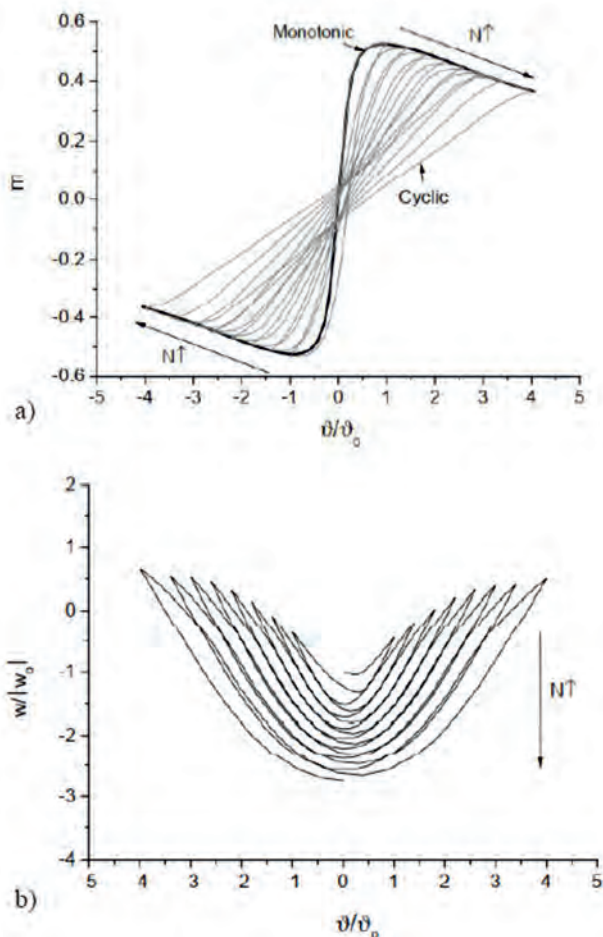 0.6
0.4
0.2
0.0
-0.2
-0.4
-0.6
m
Monotonic
N↑
Cyclic
N↑
-5 -4 -3 -2 -1 0 1 2 3 4 5
a)
ϑ/ϑ₀
2
1
0
-1
-2
-3
-4
w/|w₀|
N↑
5 4 3 2 1 0 1 2 3 4 5
b)
ϑ/ϑ₀